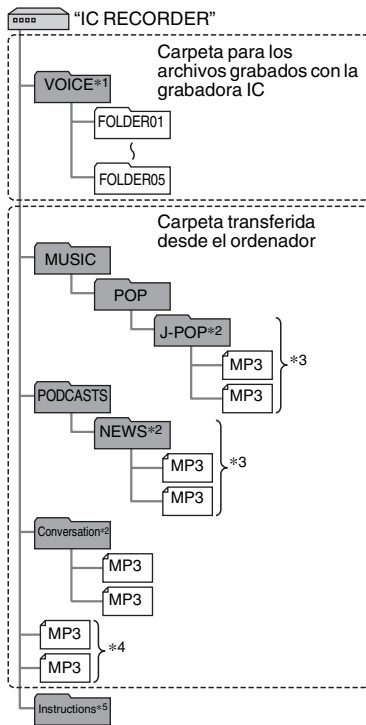 “IC RECORDER”
Carpeta para los
archivos grabados con la
grabadora IC
VOICE*1
FOLDER01
FOLDER05
Carpeta transferida
desde el ordenador
MUSIC
POP
J-POP*2
MP3
*3
MP3
PODCASTS
NEWS*2
MP3
*3
MP3
Conversation*2
MP3
MP3
MP3
*4
MP3
Instructions*5